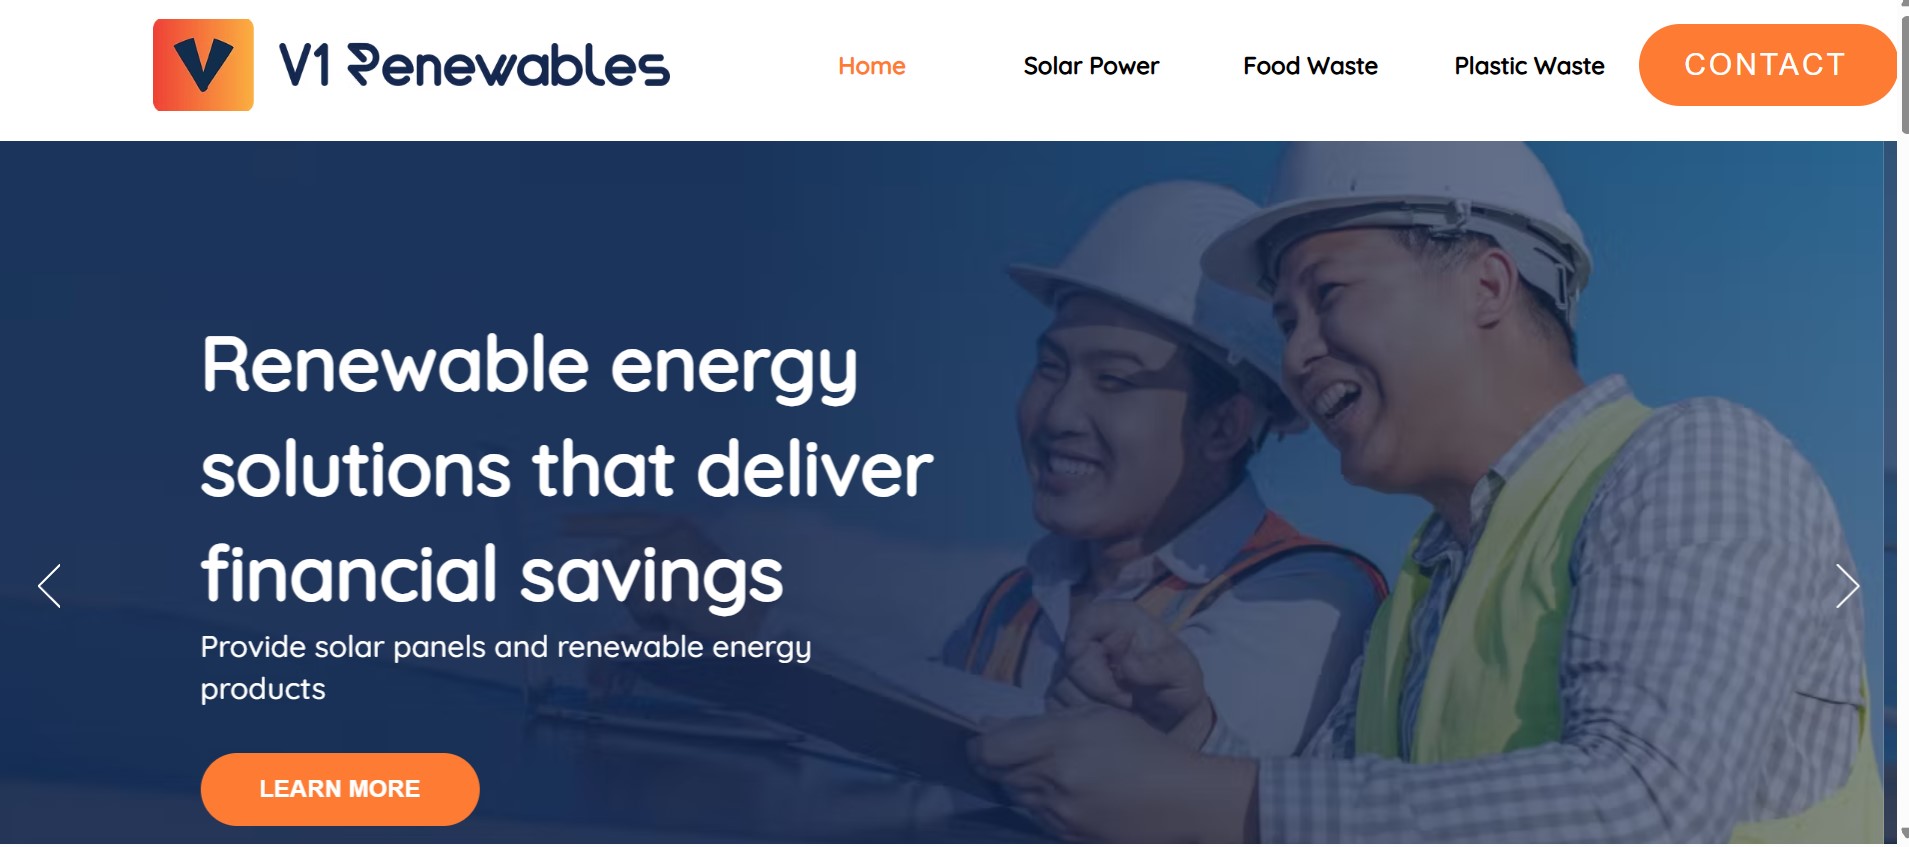 V1 Renewables
Home
Solar Power
Food Waste
Plastic Waste
CONTACT
Renewable energy
solutions that deliver
financial savings
Provide solar panels and renewable energy
products
LEARN MORE